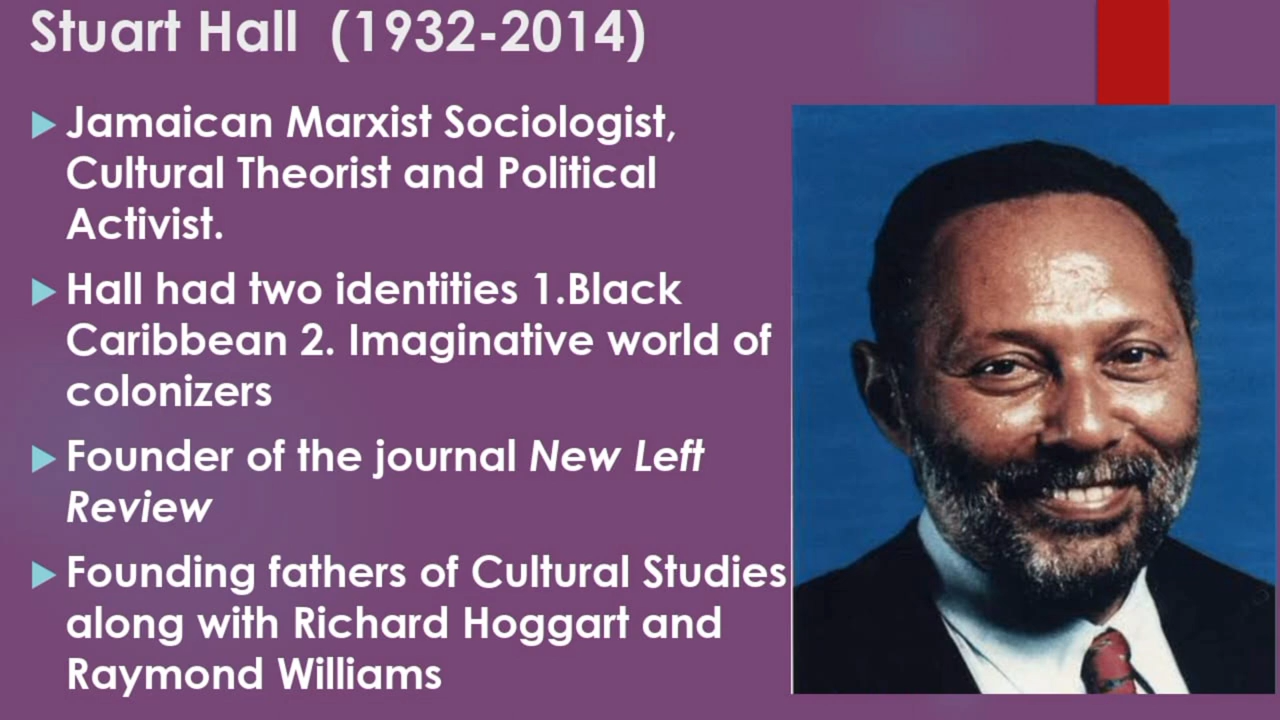 Stuart Hall (1932-2014)
Jamaican Marxist Sociologist,
Cultural Theorist and Political
Activist.
Hall had two identities 1.Black
Caribbean 2. Imaginative world of
colonizers
Founder of the journal New Left
Review
Founding fathers of Cultural Studies
along with Richard Hoggart and
Raymond Williams